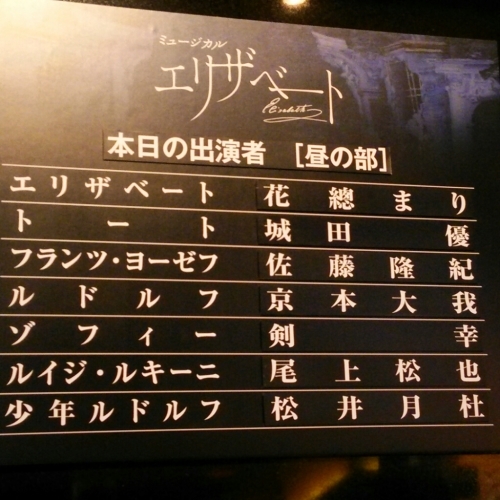 ミュージカル
エリザベート
Elisabeth
本日の出演者 [昼の部]
エリザベート 花總まり
トート 城田優
フランツ・ヨーゼフ 佐藤隆紀
ルドルフ 京本大我
ゾフィー 剣幸
ルイジ・ルキーニ 尾上松也
少年ルドルフ 松井月杜